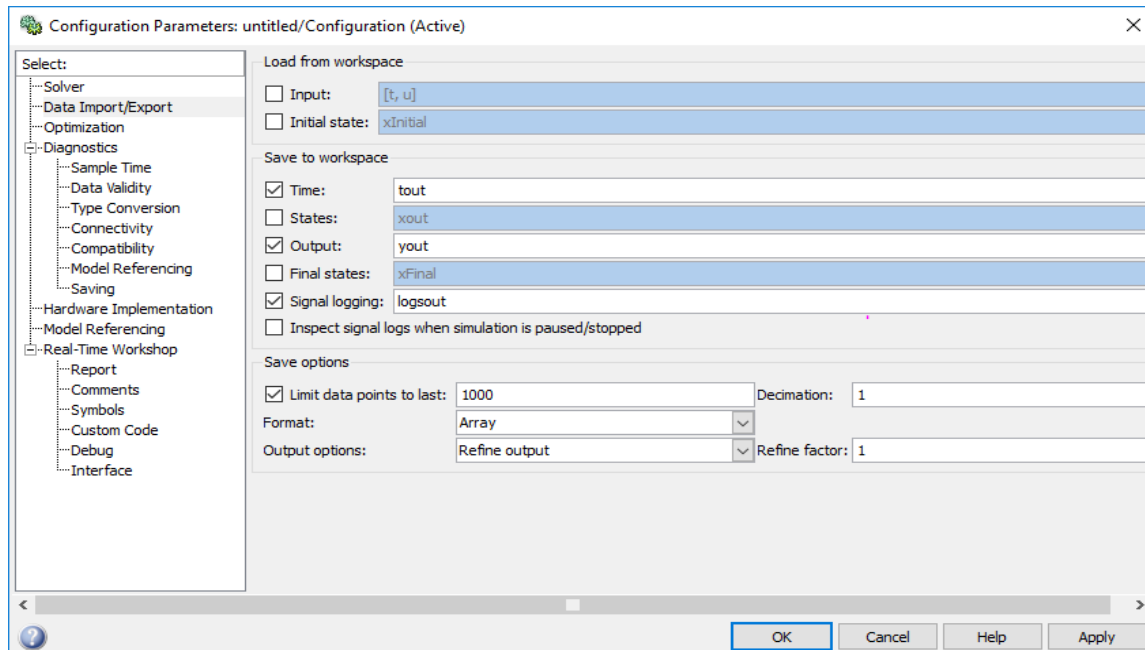 Configuration Parameters: untitled/Configuration (Active)
Select:
Solver
Data Import/Export
Optimization
Diagnostics
Sample Time
Data Validity
Type Conversion
Connectivity
Compatibility
Model Referencing
Saving
Hardware Implementation
Model Referencing
Real-Time Workshop
Report
Comments
Symbols
Custom Code
Debug
Interface
Load from workspace
Input: [t, u]
Initial state: xInitial
Save to workspace
Time: tout
States: xout
Output: yout
Final states: xFinal
Signal logging: logsout
Inspect signal logs when simulation is paused/stopped
Save options
Limit data points to last: 1000 Decimation: 1
Format: Array
Output options: Refine output Refine factor: 1
OK Cancel Help Apply